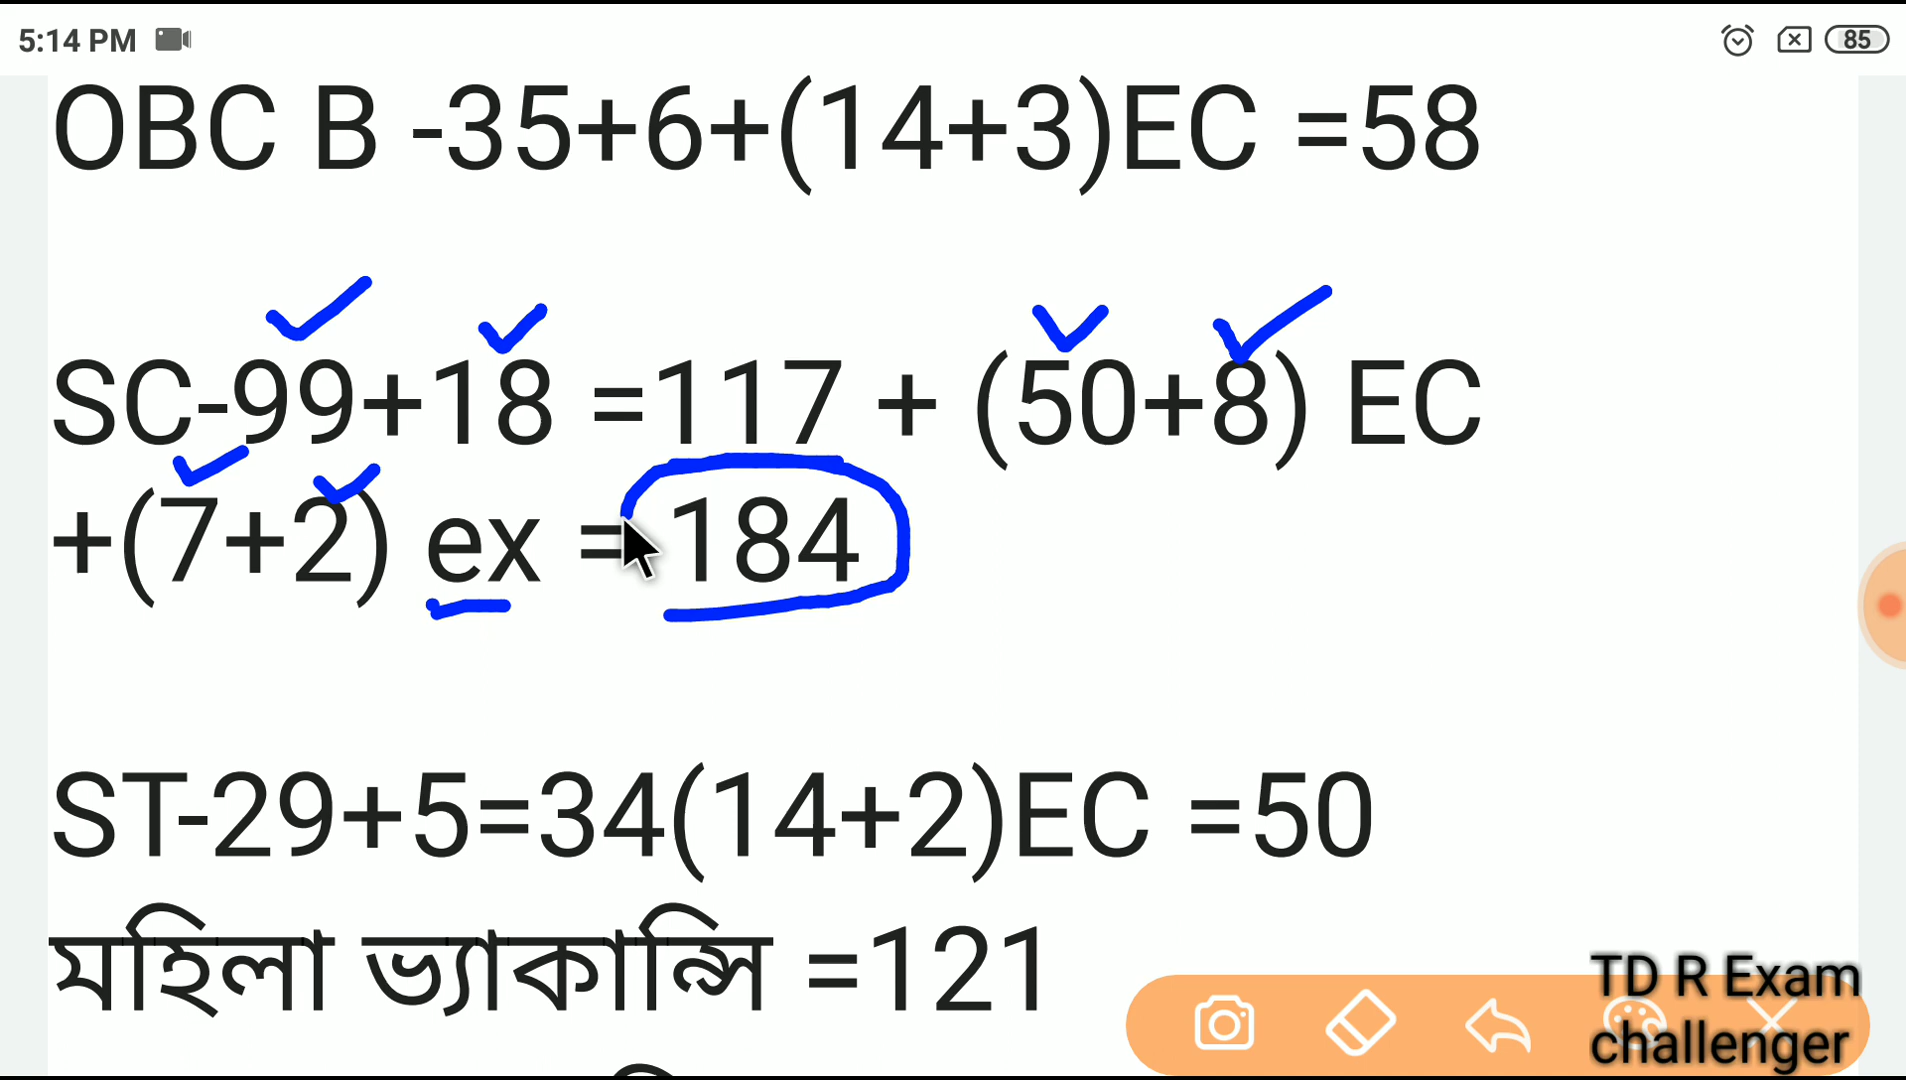 5:14 PM
85
OBC B -35+6+(14+3)EC =58
SC-99+18 =117 + (50+8) EC
+(7+2) ex =184
ST-29+5=34(14+2)EC =50
মহিলা ভ্যাকান্সি =121
TD R Exam
challenger